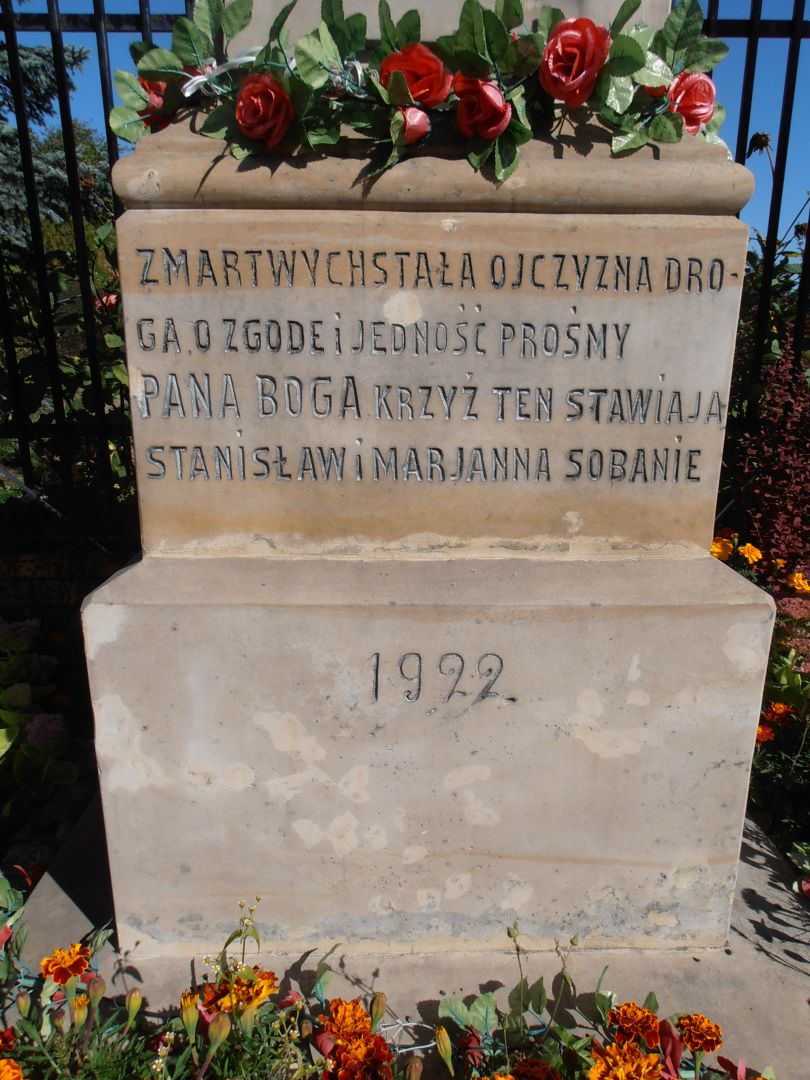 ZMARTWYCHSTAŁA OJCZYZNA DRO-
GA, O ZGODE i JEDNOŚĆ PROŚMY
PANA BOGA. KRZYŻ TEN STAWIAJĄ
STANISŁAW i MARJANNA SOBANIE
1922